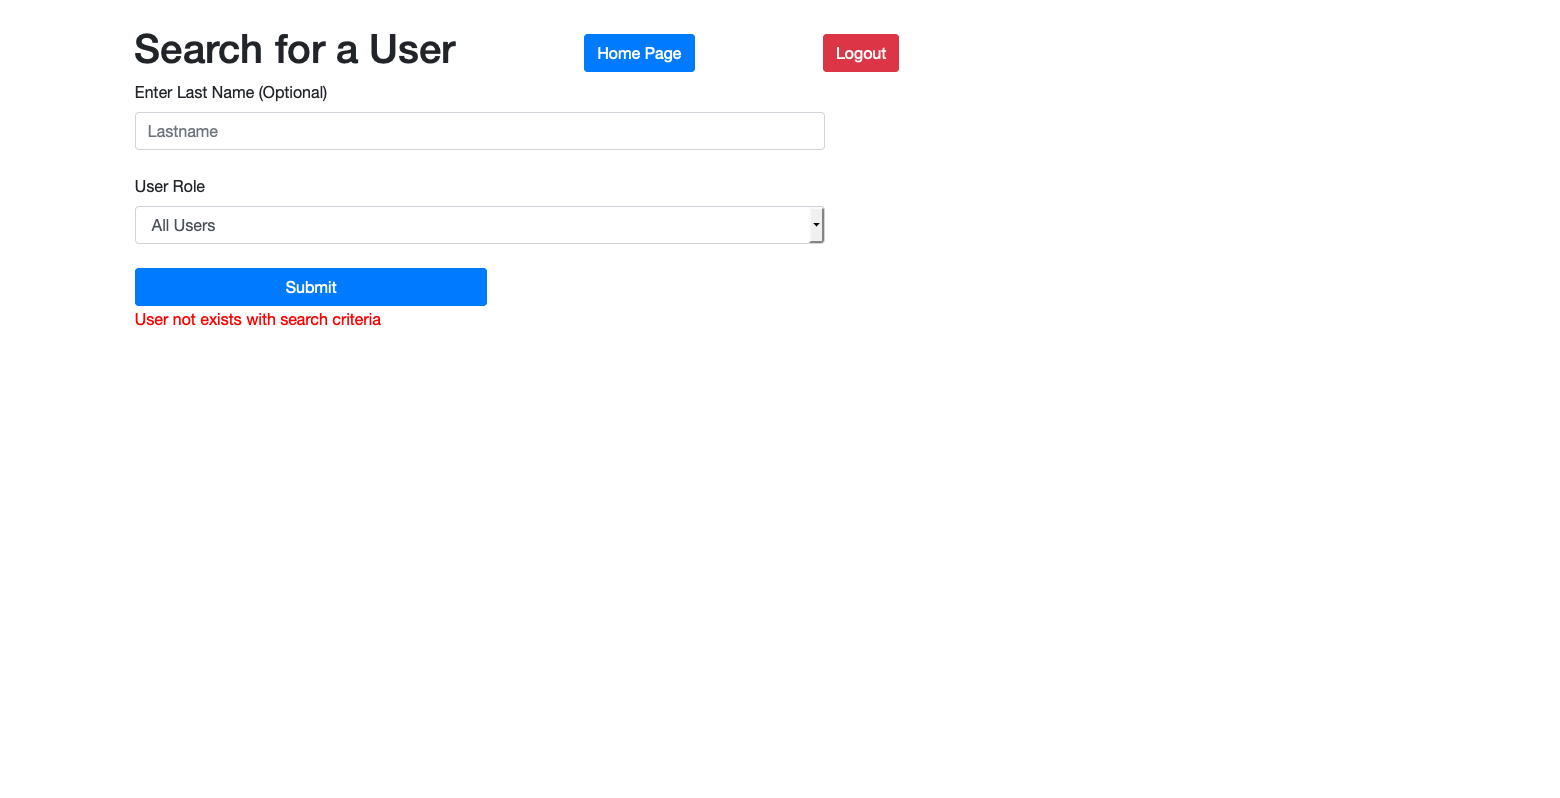 Search for a User
Home Page
Logout
Enter Last Name (Optional)
Lastname
User Role
All Users
Submit
User not exists with search criteria